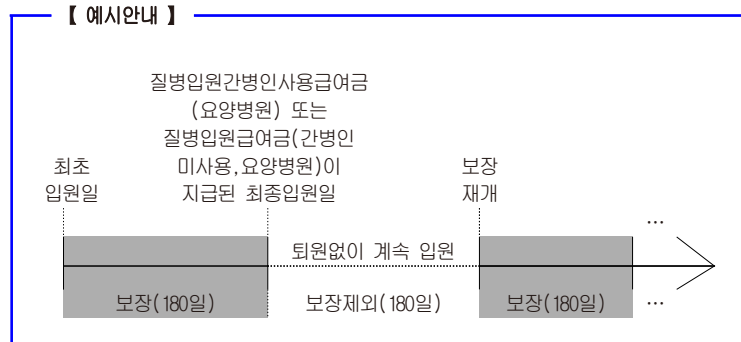 【 예시안내 】
질병입원간병인사용급여금
(요양병원) 또는
질병입원급여금(간병인
미사용,요양병원)이
지급된 최종입원일
최초
입원일
보장
재개
…
퇴원없이 계속 입원
보장(180일)
보장제외(180일)
보장(180일)
…